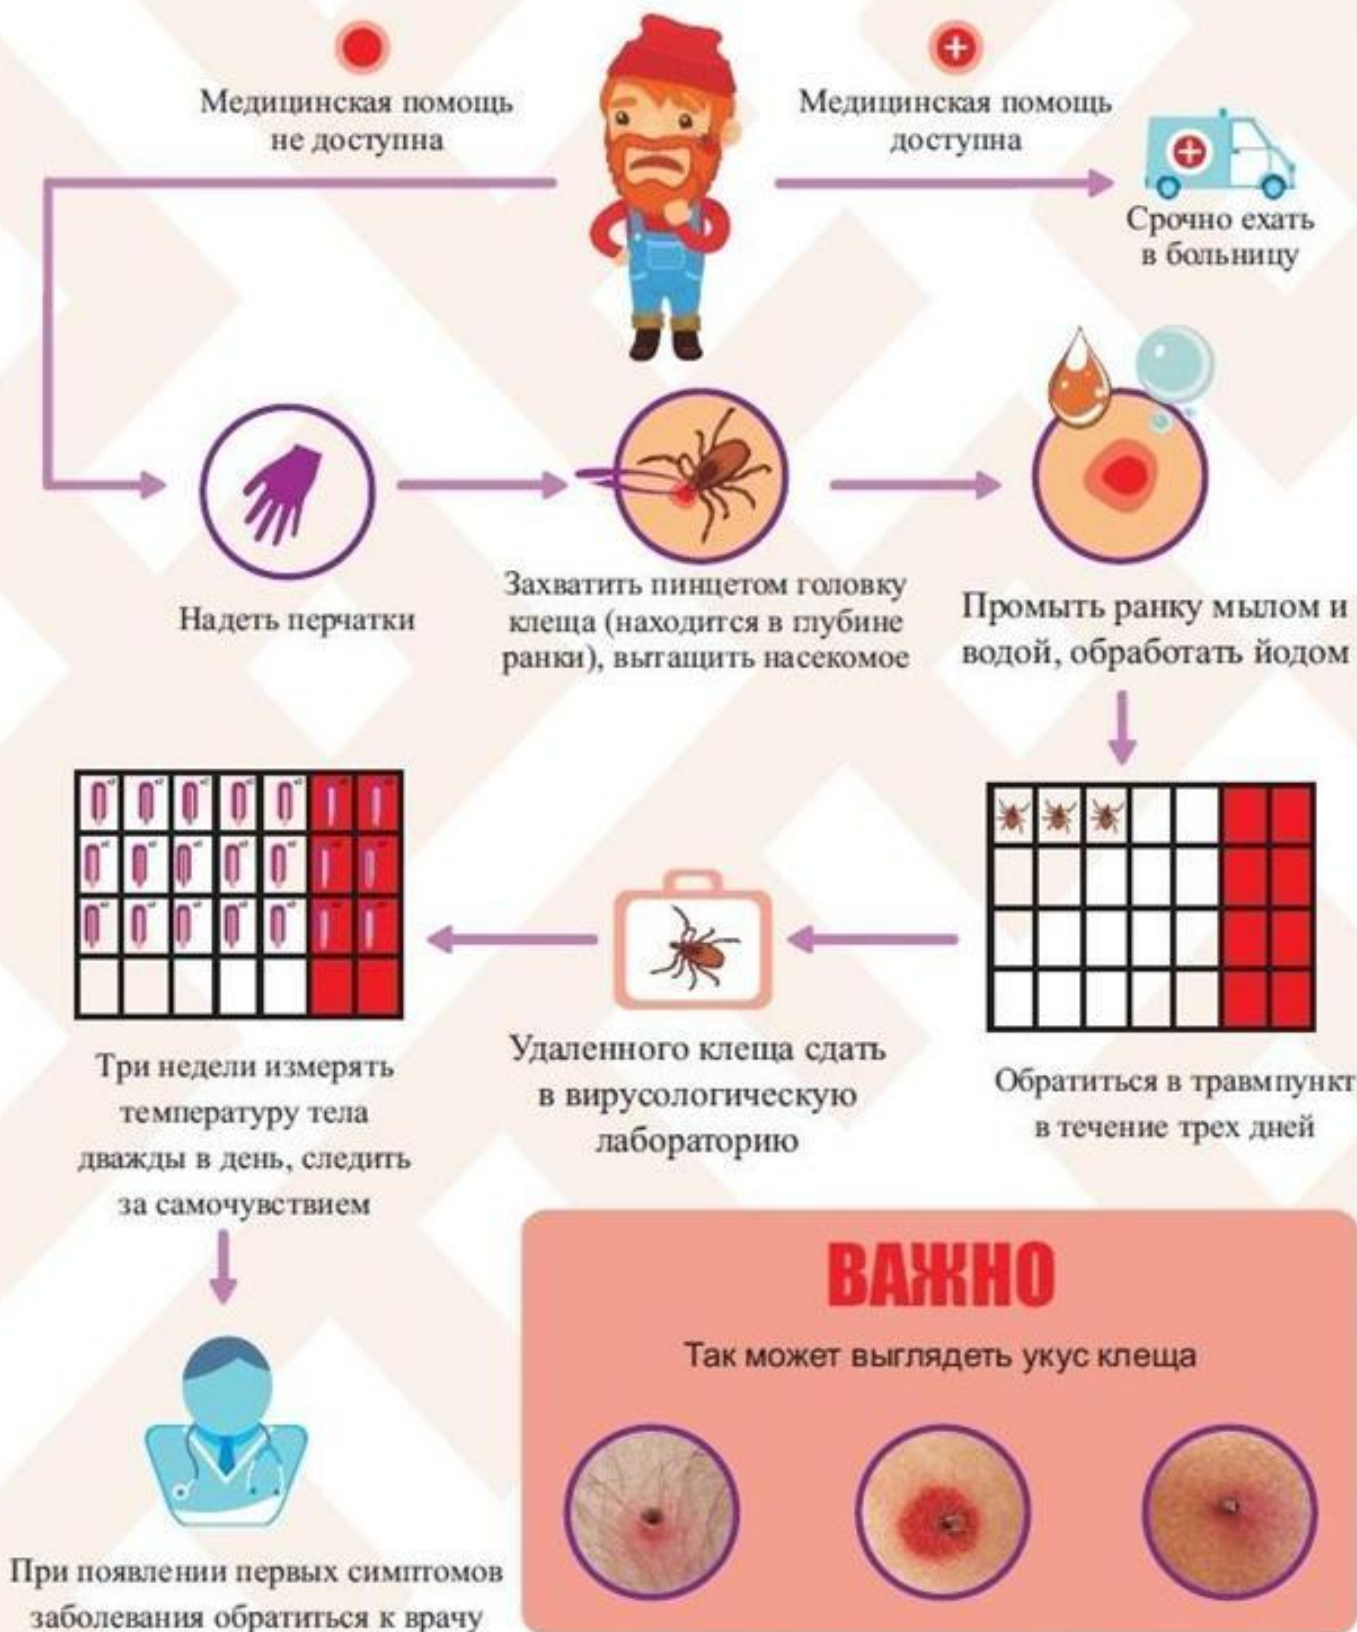 Медицинская помощь
не доступна
Медицинская помощь
доступна
Срочно ехать
в больницу
Надеть перчатки
Захватить пинцетом головку
клеща (находится в глубине
ранки), вытащить насекомое
Промыть ранку мылом и
водой, обработать йодом
Обратиться в травмпункт
в течение трех дней
Удаленного клеща сдать
в вирусологическую
лабораторию
Три недели измерять
температуру тела
дважды в день, следить
за самочувствием
При появлении первых симптомов
заболевания обратиться к врачу
ВАЖНО
Так может выглядеть укус клеща